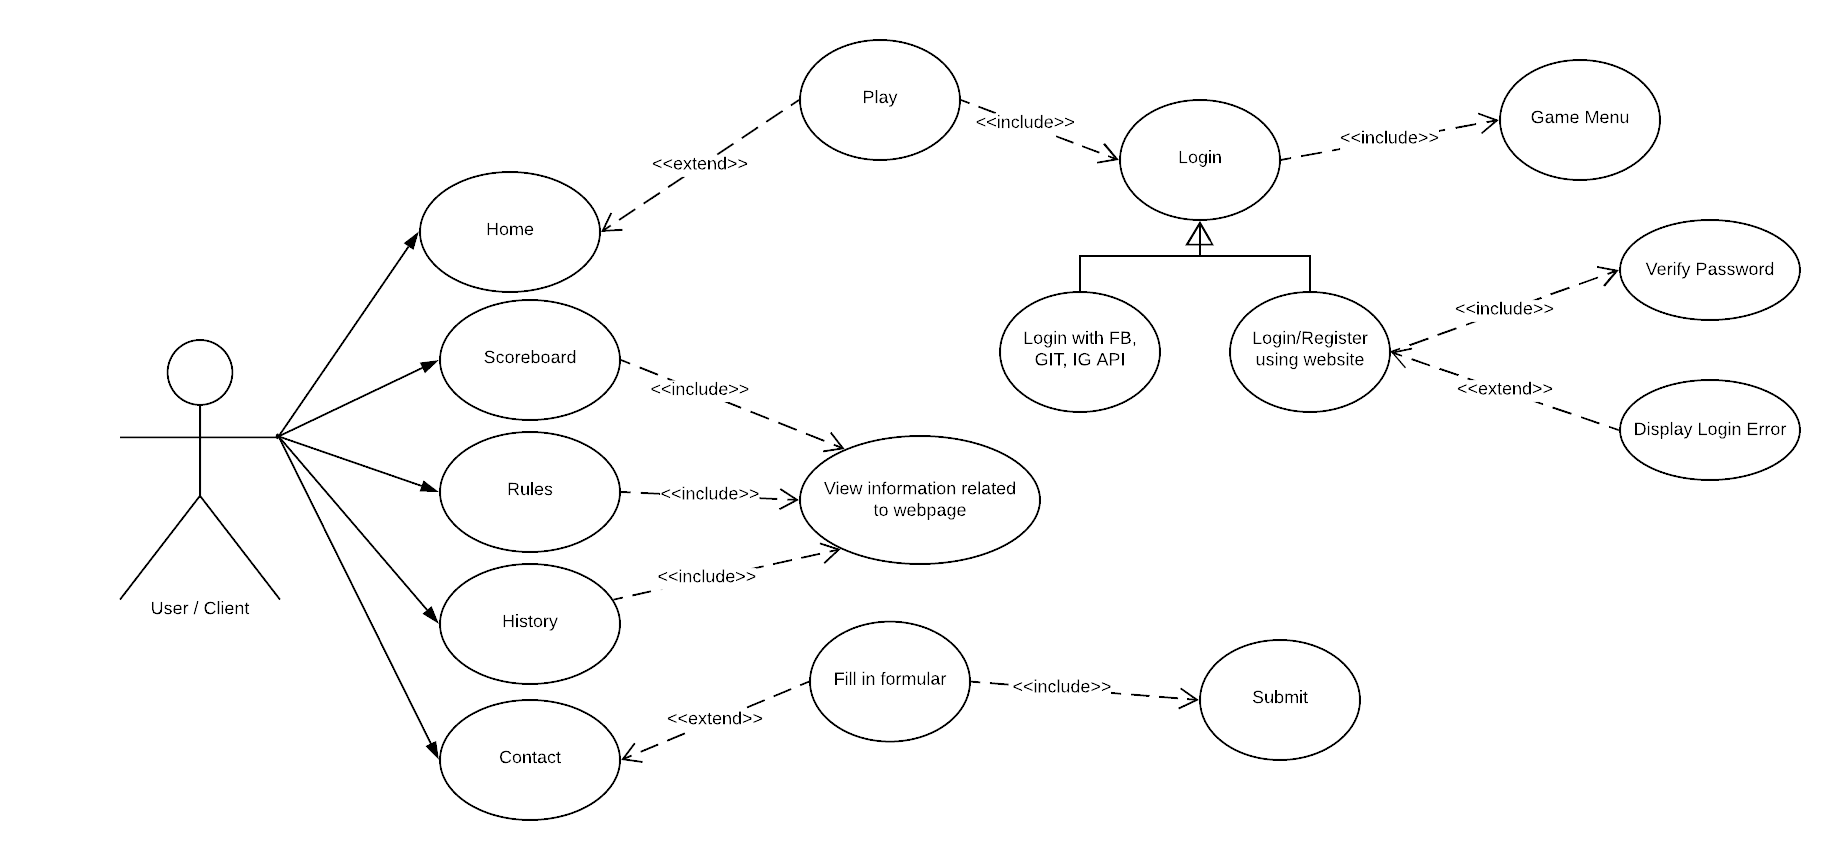 Play
<<include>>
Game Menu
<<include>>
Login
<<extend>>
Home
Verify Password
<<include>>
Login with FB,
GIT, IG API
Login/Register
using website
Scoreboard
<<include>>
<<extend>>
Display Login Error
Rules
<<include>>
View information related
to webpage
<<include>>
History
User / Client
Fill in formular
<<include>>
Submit
<<extend>>
Contact